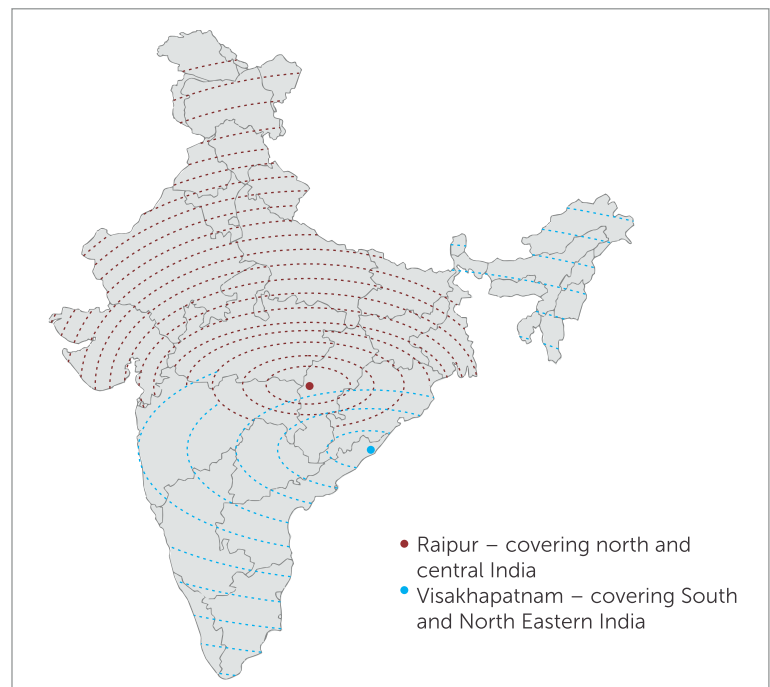 Raipur – covering north and
central India
Visakhapatnam – covering South
and North Eastern India